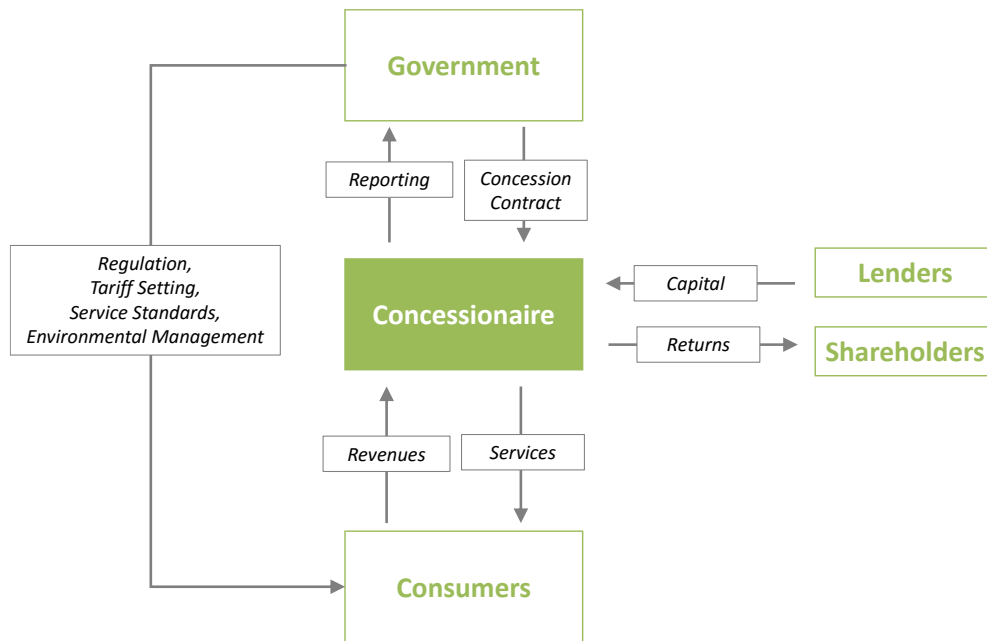 Government
Reporting
Concession
Contract
Regulation,
Tariff Setting,
Service Standards,
Environmental Management
Concessionaire
Capital
Lenders
Returns
Shareholders
Revenues
Services
Consumers